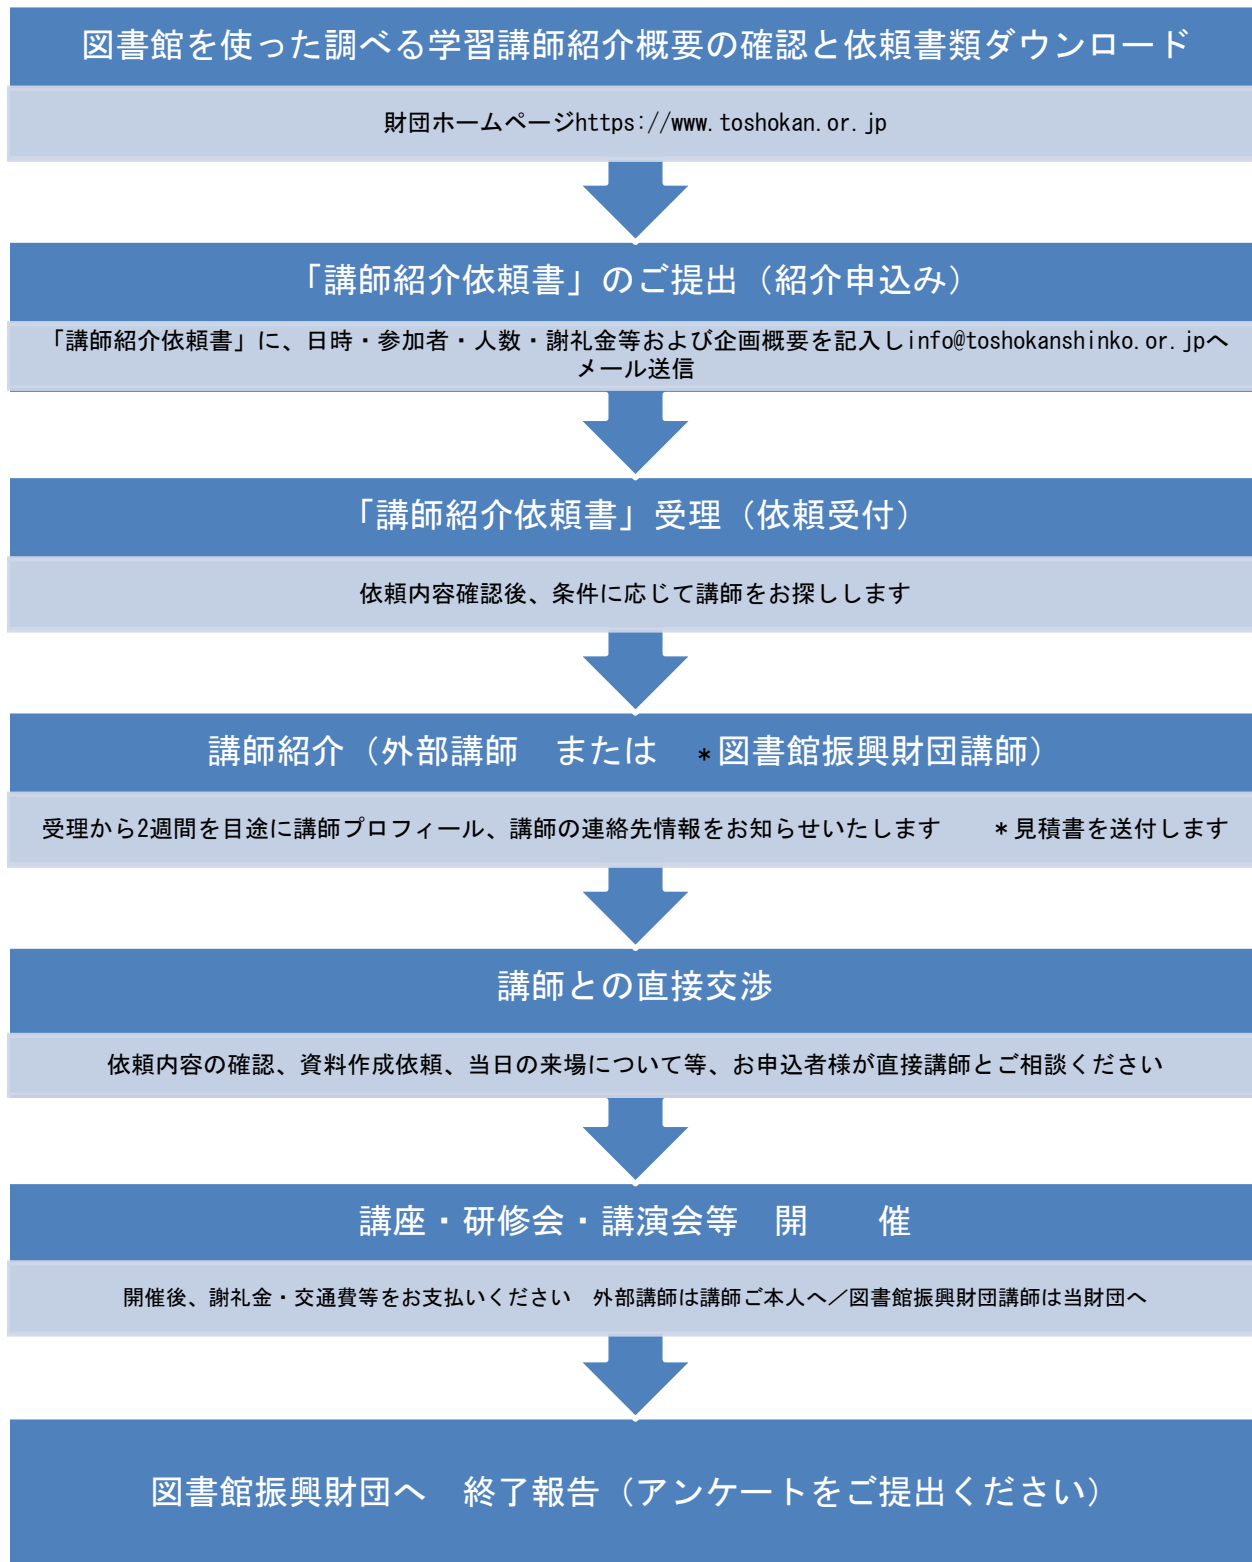 図書館を使った調べる学習講師紹介概要の確認と依頼書類ダウンロード
財団ホームページhttps://www.toshokan.or.jp
「講師紹介依頼書」のご提出（紹介申込み）
「講師紹介依頼書」に、日時・参加者・人数・謝礼金等および企画概要を記入しinfo@toshokanshinko.or.jpへ
メール送信
「講師紹介依頼書」受理（依頼受付）
依頼内容確認後、条件に応じて講師をお探しします
講師紹介（外部講師　または　*図書館振興財団講師）
受理から2週間を目途に講師プロフィール、講師の連絡先情報をお知らせいたします　　*見積書を送付します
講師との直接交渉
依頼内容の確認、資料作成依頼、当日の来場について等、お申込者様が直接講師とご相談ください
講座・研修会・講演会等　開　　催
開催後、謝礼金・交通費等をお支払いください　外部講師は講師ご本人へ／図書館振興財団講師は当財団へ
図書館振興財団へ　終了報告（アンケートをご提出ください）